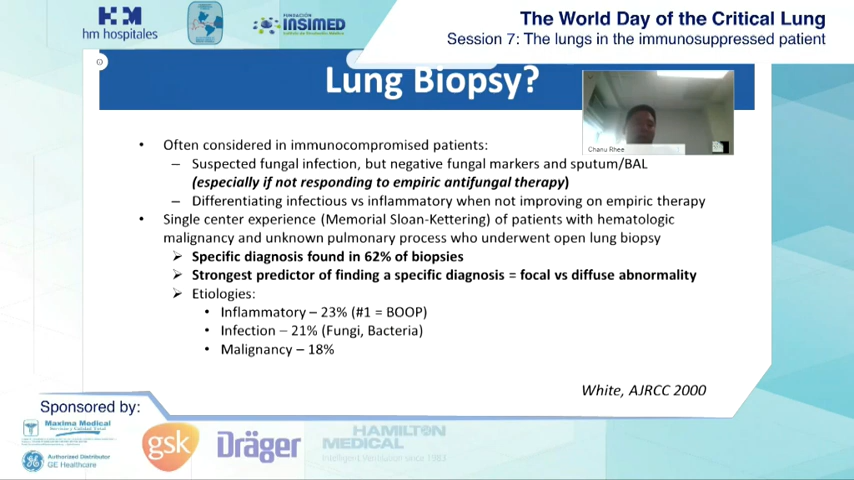 hm hospitales
FUNDACIÓN
INSIMED
The World Day of the Critical Lung
Session 7: The lungs in the immunosuppressed patient
Lung Biopsy?
Chanu Rhee
• Often considered in immunocompromised patients:
– Suspected fungal infection, but negative fungal markers and sputum/BAL
(especially if not responding to empiric antifungal therapy)
– Differentiating infectious vs inflammatory when not improving on empiric therapy
• Single center experience (Memorial Sloan-Kettering) of patients with hematologic
malignancy and unknown pulmonary process who underwent open lung biopsy
➢ Specific diagnosis found in 62% of biopsies
➢ Strongest predictor of finding a specific diagnosis = focal vs diffuse abnormality
➢ Etiologies:
• Inflammatory – 23% (#1 = BOOP)
• Infection – 21% (Fungi, Bacteria)
• Malignancy – 18%
White, AJRCC 2000
Sponsored by:
Maxima Medical
Authorized Distributor
GE Healthcare
gsk
Dräger
HAMILTON
MEDICAL
Intelligent Ventilation since 1983